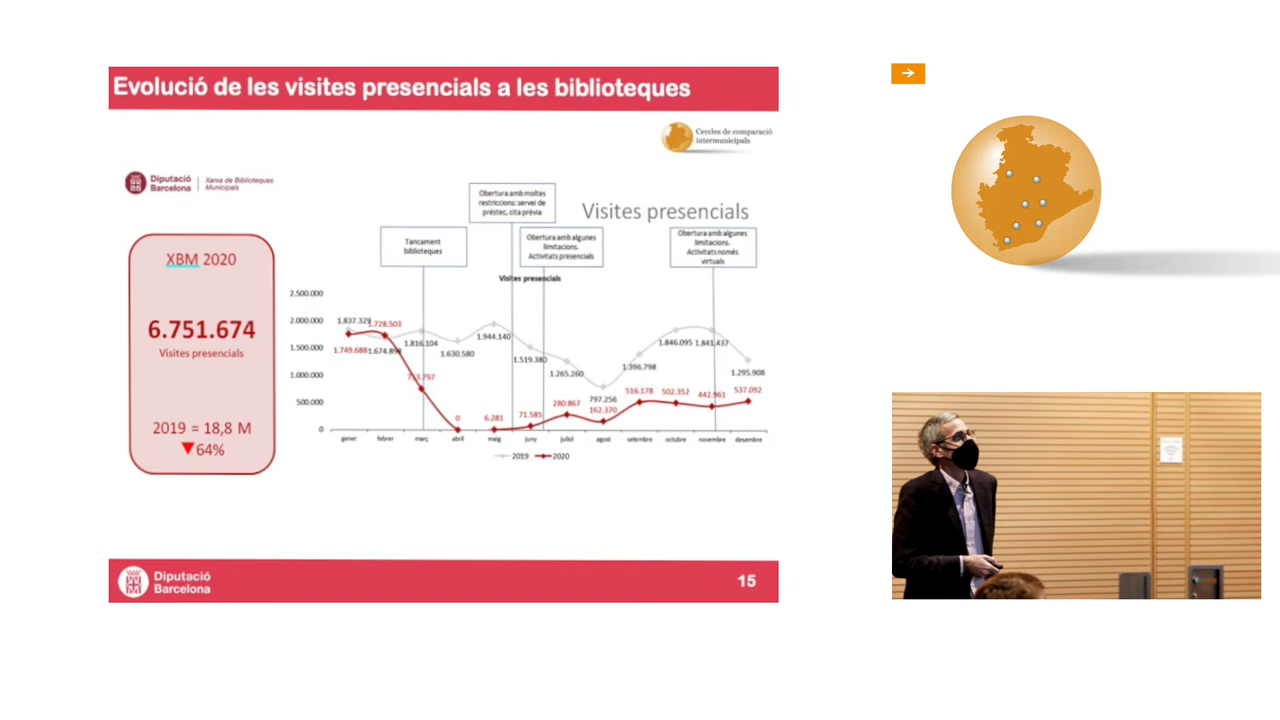 Evolució de les visites presencials a les biblioteques
Cercles de comparació
intermunicipals
Diputació
Barcelona
Xarxa de Biblioteques
Municipals
XBM 2020
6.751.674
Visites presencials
2019 = 18,8 M
64%
Visites presencials
Obertura amb moltes
restriccions: servei de
préstec, cita prèvia
Tancament
biblioteques
Obertura amb algunes
limitacions.
Activitats presencials
Obertura amb algunes
limitacions.
Activitats només
virtuals
Visites presencials
2.500.000
2.000.000
1.500.000
1.000.000
500.000
0
1.837.329
1.728.503
1.749.688
1.816.104
1.630.580
1.944.140
1.519.380
1.265.260
797.256
1.396.798
1.846.095
1.841.437
1.295.908
753.797
0
6.281
71.585
280.867
162.370
516.178
502.352
442.961
537.092
gener
febrer
març
abril
maig
juny
juliol
agost
setembre
octubre
novembre
desembre
2019
2020
Diputació
Barcelona
15